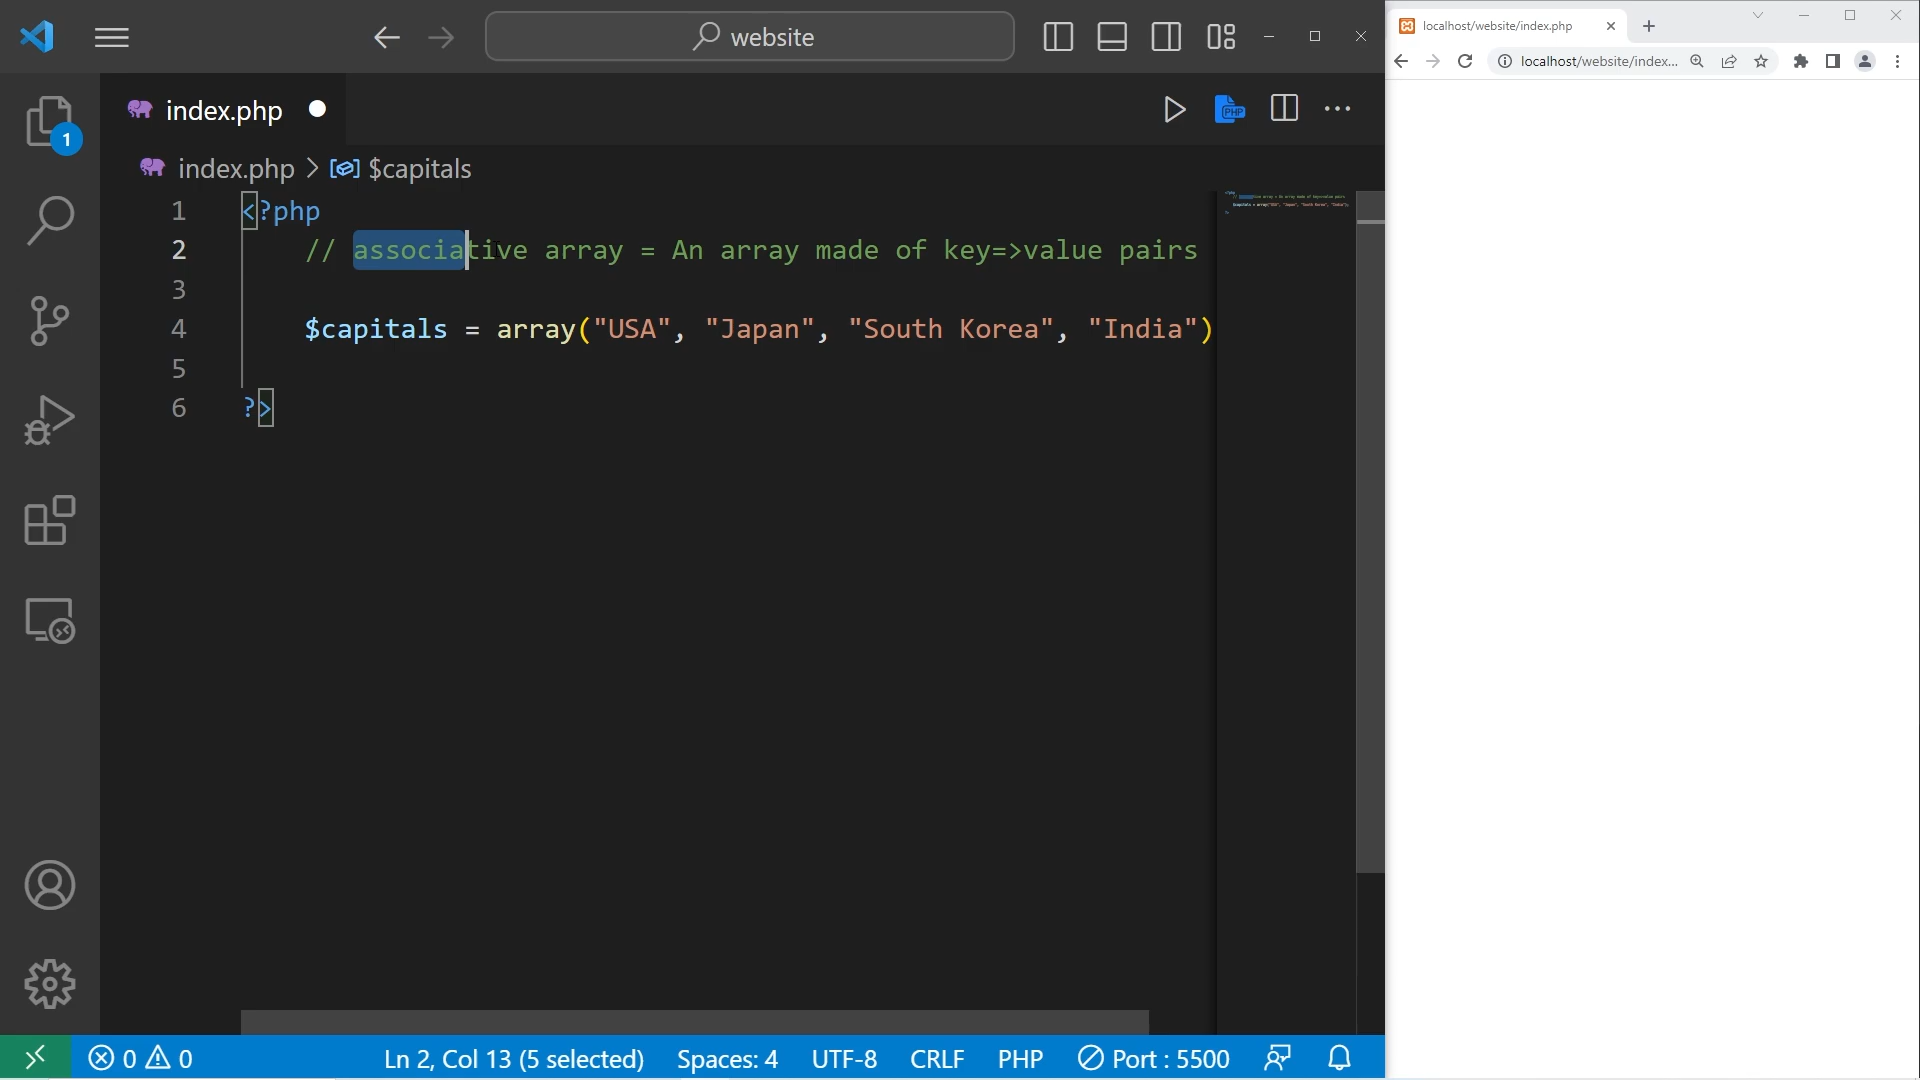 website
localhost/website/index.php
localhost/website/index...
index.php
PHP
1
index.php > $capitals
1 <?php
2 // associative array = An array made of key=>value pairs
3
4 $capitals = array("USA", "Japan", "South Korea", "India")
5
6 ?>
0 0 Ln 2, Col 13 (5 selected) Spaces: 4 UTF-8 CRLF PHP Port : 5500